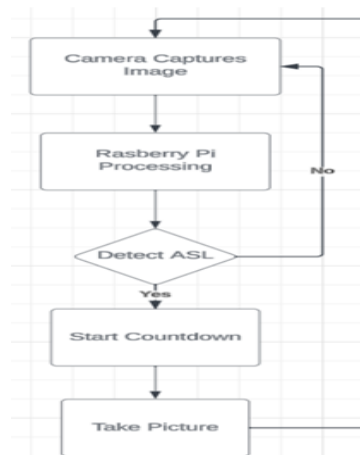 Camera Captures
Image
Rasberry Pi
Processing
No
Detect ASL
Yes
Start Countdown
Take Picture